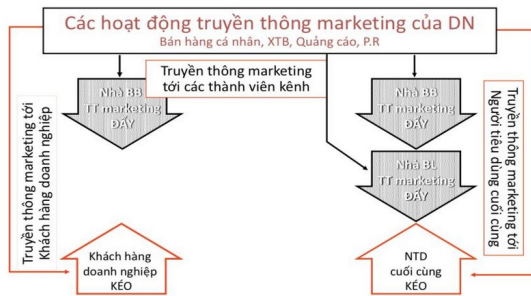 Các hoạt động truyền thông marketing của DN
Bán hàng cá nhân, XTB, Quảng cáo, P.R
Truyền thông marketing
tới các thành viên kênh
Nhà BB
TT marketing
ĐẨY
Nhà BB
TT marketing
ĐẨY
Nhà BL
TT marketing
ĐẨY
Truyền thông marketing tới
Khách hàng doanh nghiệp
Truyền thông marketing tới
Người tiêu dùng cuối cùng
Khách hàng
doanh nghiệp
KÉO
NTD
cuối cùng
KÉO